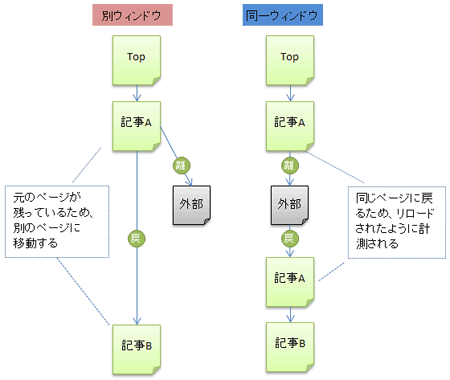 別ウィンドウ
同一ウィンドウ
Top
記事A
離
外部
戻
記事B
元のページが
残っているため、
別のページに
移動する
Top
記事A
離
外部
戻
記事A
記事B
同じページに戻
るため、リロード
されたように計
測される